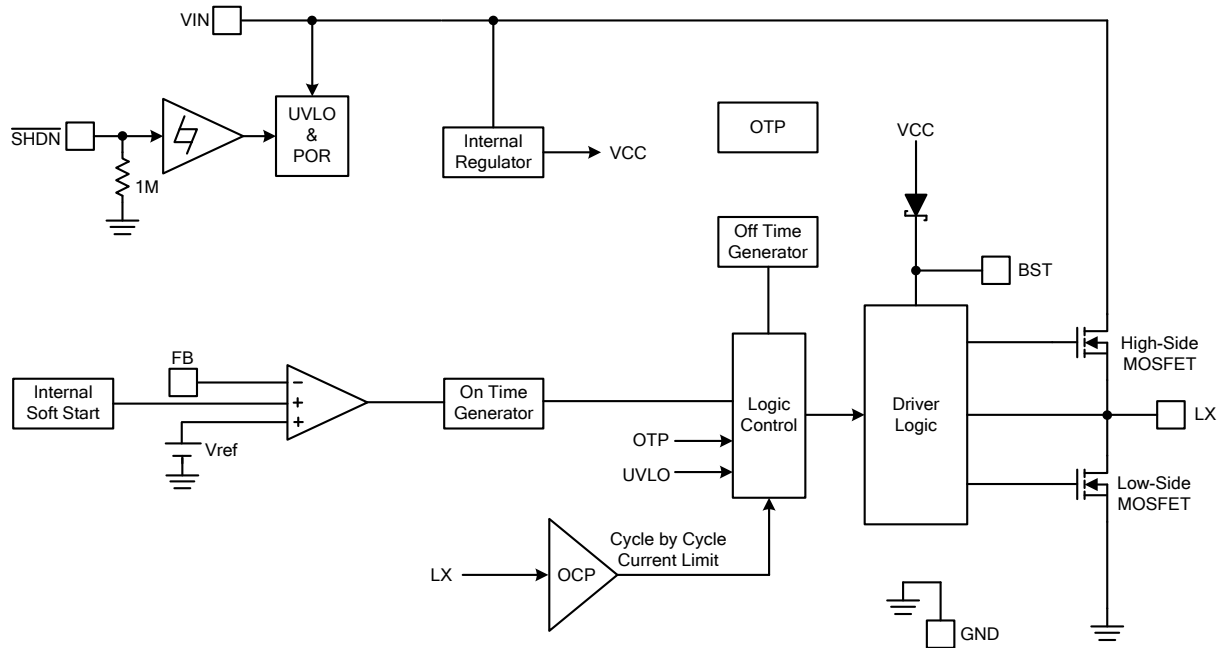 VIN
SHDN
1M
UVLO
&
POR
Internal
Regulator
VCC
OTP
VCC
Off Time
Generator
BST
High-Side
MOSFET
FB
Internal
Soft Start
−
+
+
Vref
On Time
Generator
Logic
Control
Driver
Logic
LX
OTP
UVLO
Low-Side
MOSFET
Cycle by Cycle
Current Limit
LX
OCP
GND